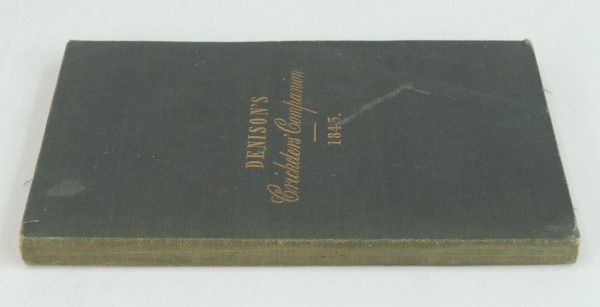 DENISON'S
Cricketers' Companion.
1845.